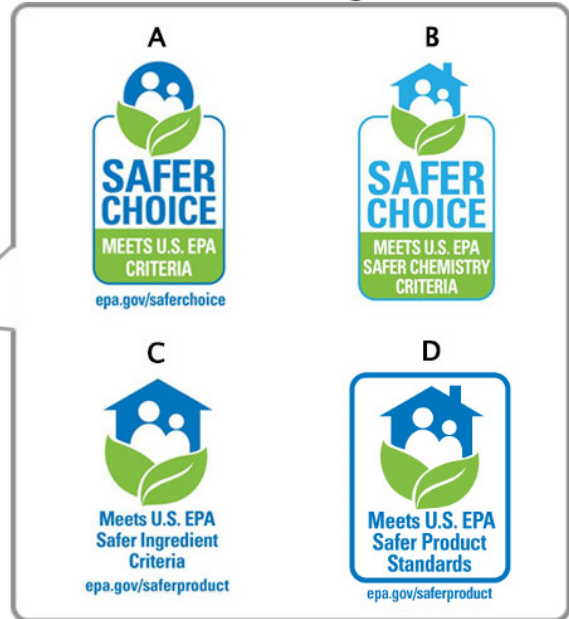 A
SAFER
CHOICE
MEETS U.S. EPA
CRITERIA
epa.gov/saferchoice
B
SAFER
CHOICE
MEETS U.S. EPA
SAFER CHEMISTRY
CRITERIA
C
Meets U.S. EPA
Safer Ingredient
Criteria
epa.gov/saferproduct
D
Meets U.S. EPA
Safer Product
Standards
epa.gov/saferproduct